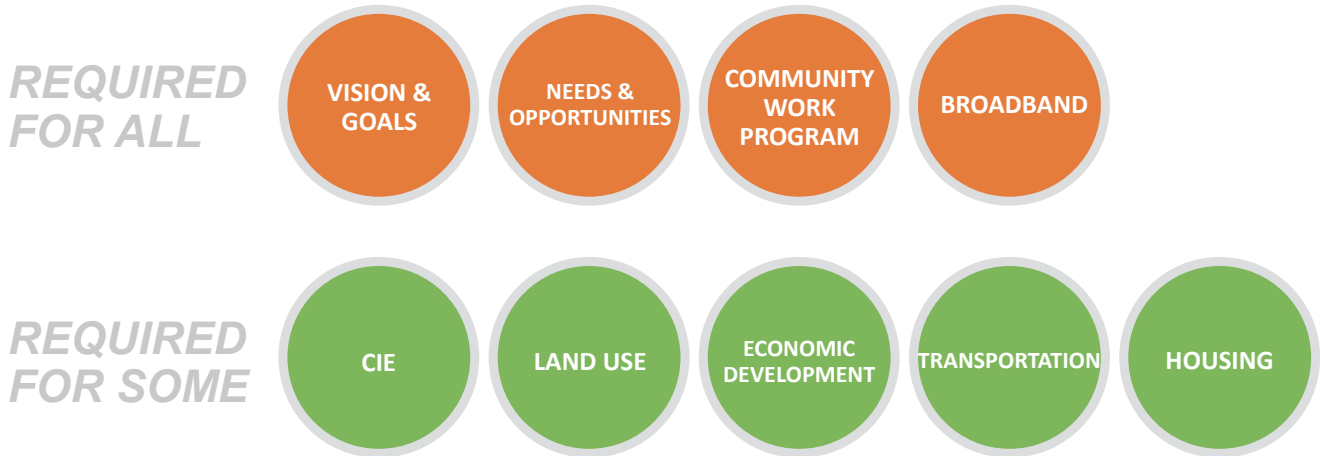 REQUIRED
FOR ALL
VISION &
GOALS
NEEDS &
OPPORTUNITIES
COMMUNITY
WORK
PROGRAM
BROADBAND
REQUIRED
FOR SOME
CIE
LAND USE
ECONOMIC
DEVELOPMENT
TRANSPORTATION
HOUSING